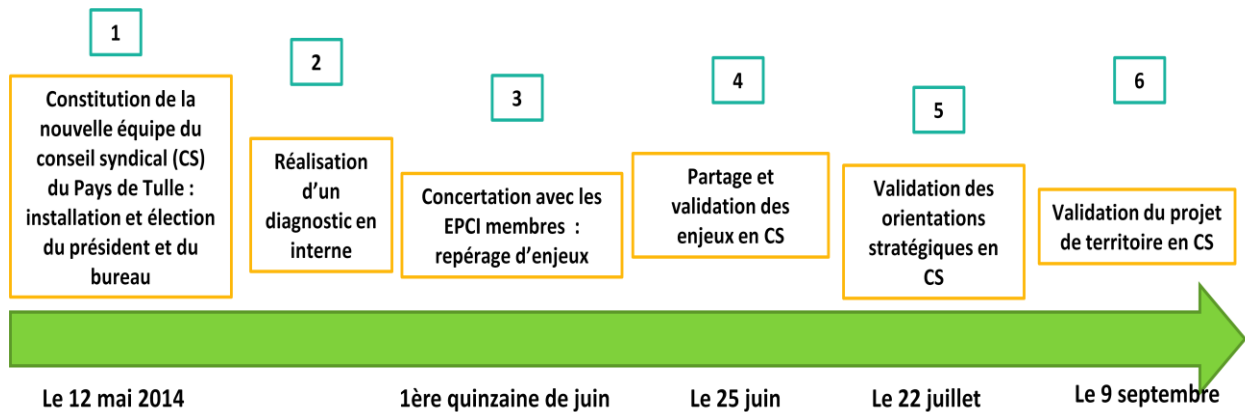 1
Constitution de la
nouvelle équipe du
conseil syndical (CS)
du Pays de Tulle :
installation et élection
du président et du
bureau
2
Réalisation
d'un
diagnostic en
interne
3
Concertation avec les
EPCI membres :
repérage d'enjeux
4
Partage et
validation des
enjeux en CS
5
Validation des
orientations
stratégiques en
CS
6
Validation du projet
de territoire en CS
Le 12 mai 2014
1ère quinzaine de juin
Le 25 juin
Le 22 juillet
Le 9 septembre